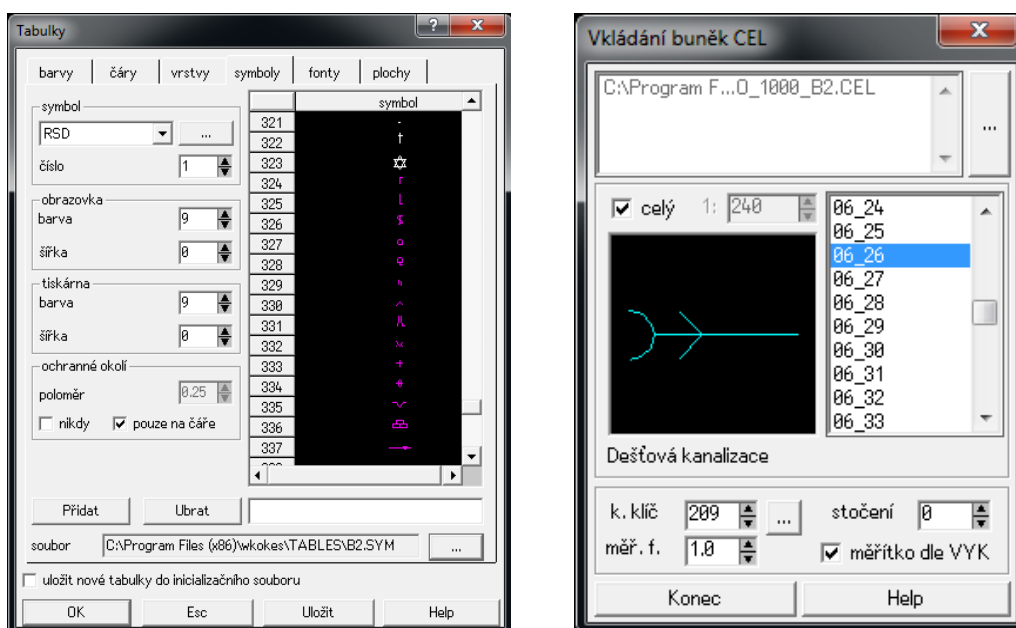 Tabulky
barvy čáry vrstvy symboly fonty plochy
symbol
RSD ...
číslo 1
obrazovka
barva 9
šířka 0
tiskárna
barva 9
šířka 0
ochranné okolí
poloměr 0.25
nikdy pouze na čáře
symbol
321
322
323
324
325
326
327
328
329
330
331
332
333
334
335
336
337
Přidat Ubrat
soubor C:\Program Files (x86)\wkokes\TABLES\B2.SYM ...
uložit nové tabulky do inicializačního souboru
OK Esc Uložit Help
Vkládání buněk CEL
C:\Program F...O_1000_B2.CEL
...
celý 1: 240
06_24
06_25
06_26
06_27
06_28
06_29
06_30
06_31
06_32
06_33
Dešťová kanalizace
k. klíč 209 ... stočení 0
měř. f. 1.0 měřítko dle VYK
Konec Help